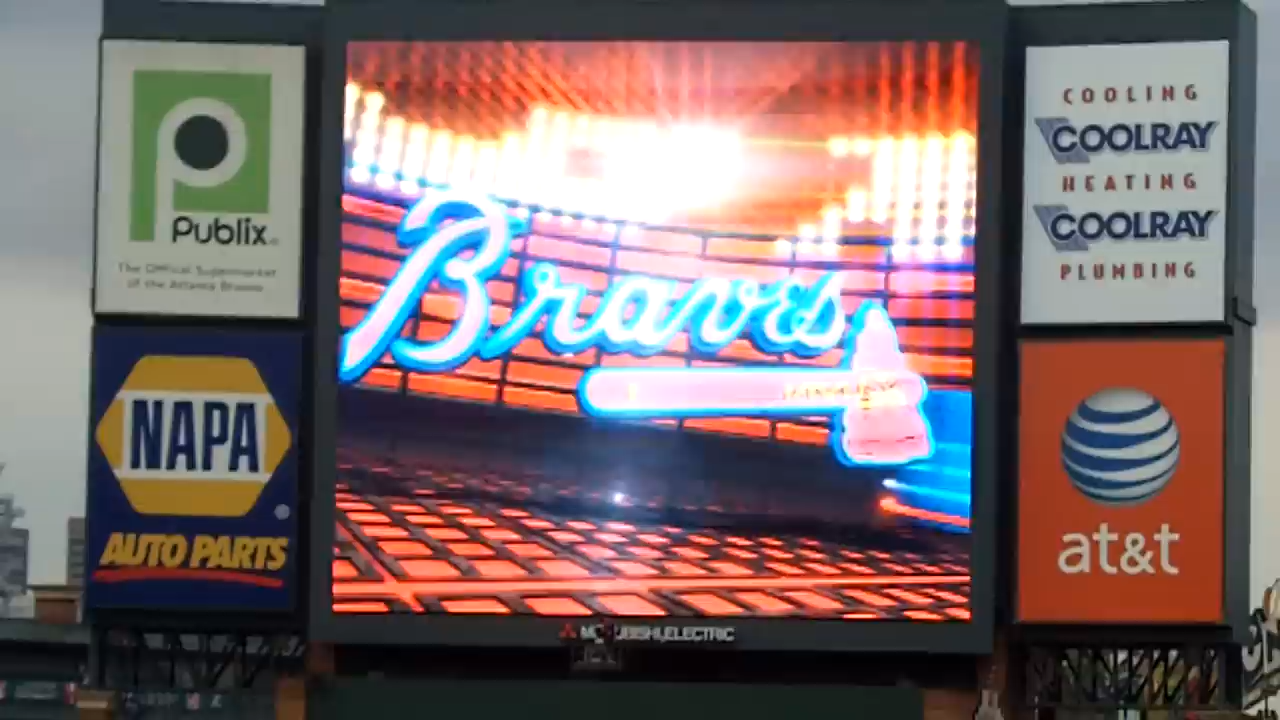 Publix
The Official Supermarket
of the Atlanta Braves
NAPA
AUTO PARTS
Braves
MITSUBISHI ELECTRIC
COOLING
COOLRAY
HEATING
COOLRAY
PLUMBING
at&t